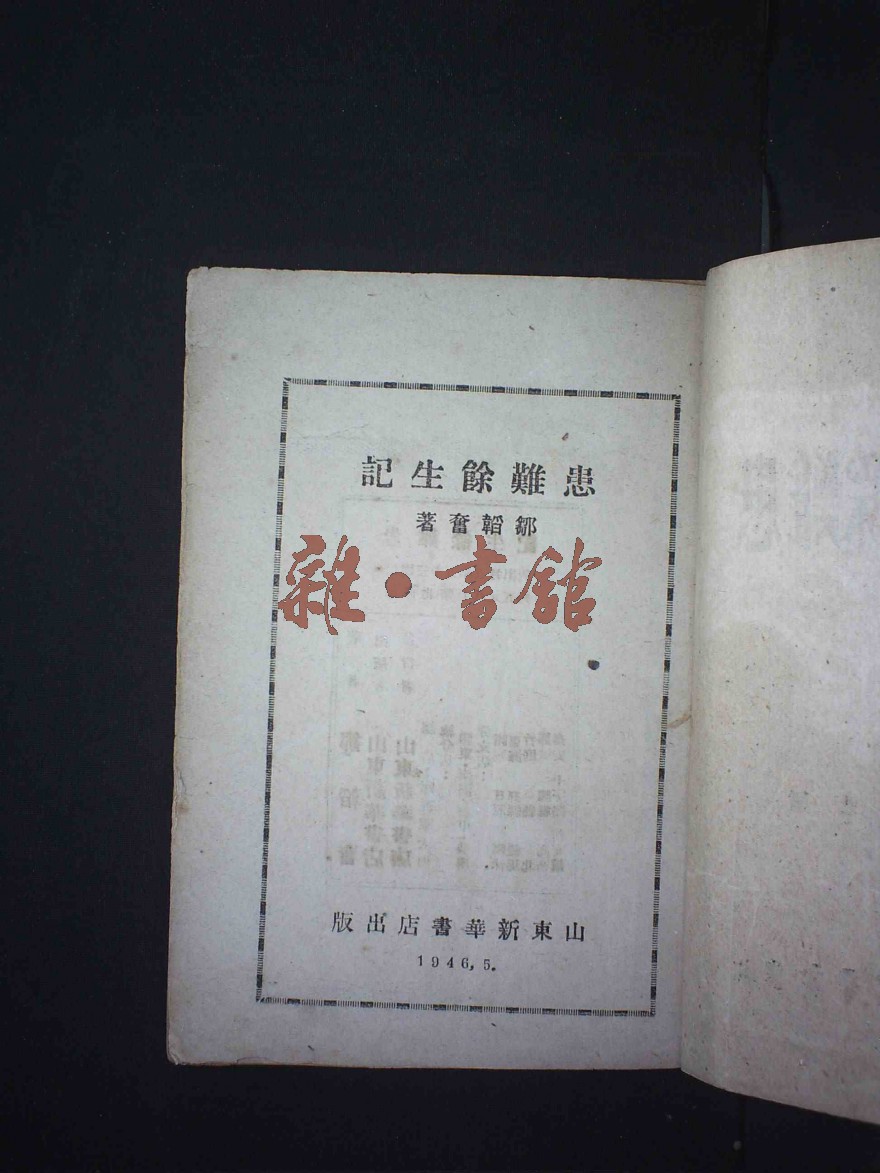 患難餘生記
鄒韜奮著
雜·書館
山東新華書店出版
1946,5.